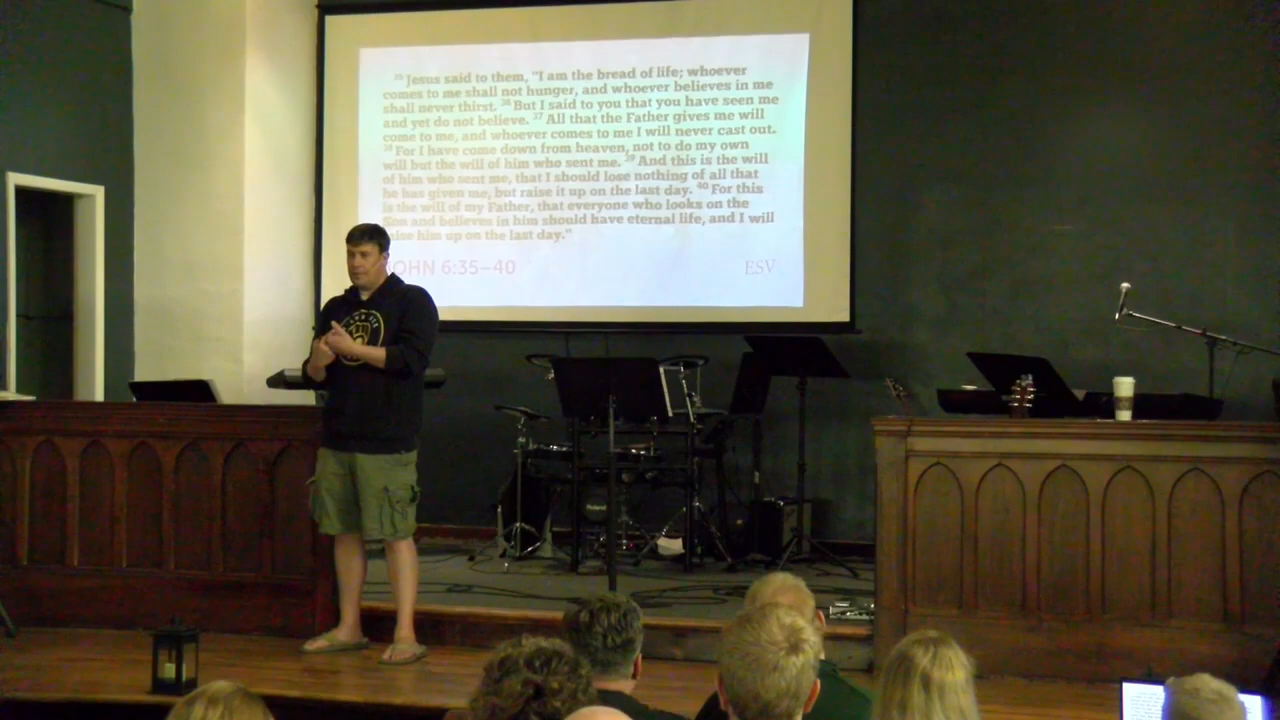 35 Jesus said to them, "I am the bread of life; whoever
comes to me shall not hunger, and whoever believes in me
shall never thirst. 36 But I said to you that you have seen me
and yet do not believe. 37 All that the Father gives me will
come to me, and whoever comes to me I will never cast out.
38 For I have come down from heaven, not to do my own
will but the will of him who sent me. 39 And this is the will
of him who sent me, that I should lose nothing of all that
he has given me, but raise it up on the last day. 40 For this
is the will of my Father, that everyone who looks on the
Son and believes in him should have eternal life, and I will
raise him up on the last day."
JOHN 6:35–40
ESV
Roland